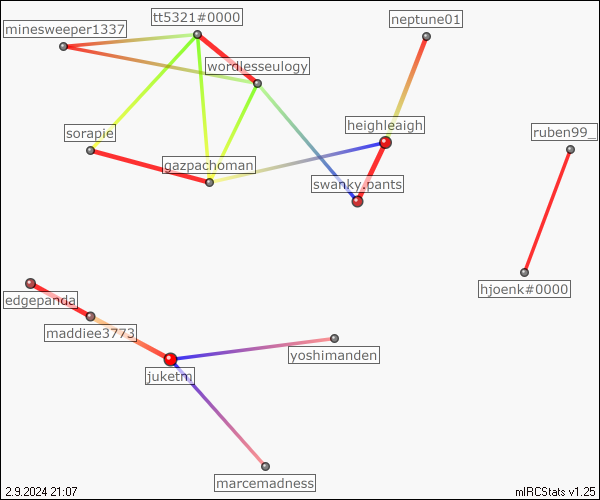 tt5321#0000
neptune01
minesweeper1337
wordlesseulogy
heighleaigh
sorapie
ruben99_
gazpachoman
swanky.pants
hjoenk#0000
edgepanda
maddiee3773
yoshimanden
juketm
marcemadness
2.9.2024 21:07
mIRCStats v1.25